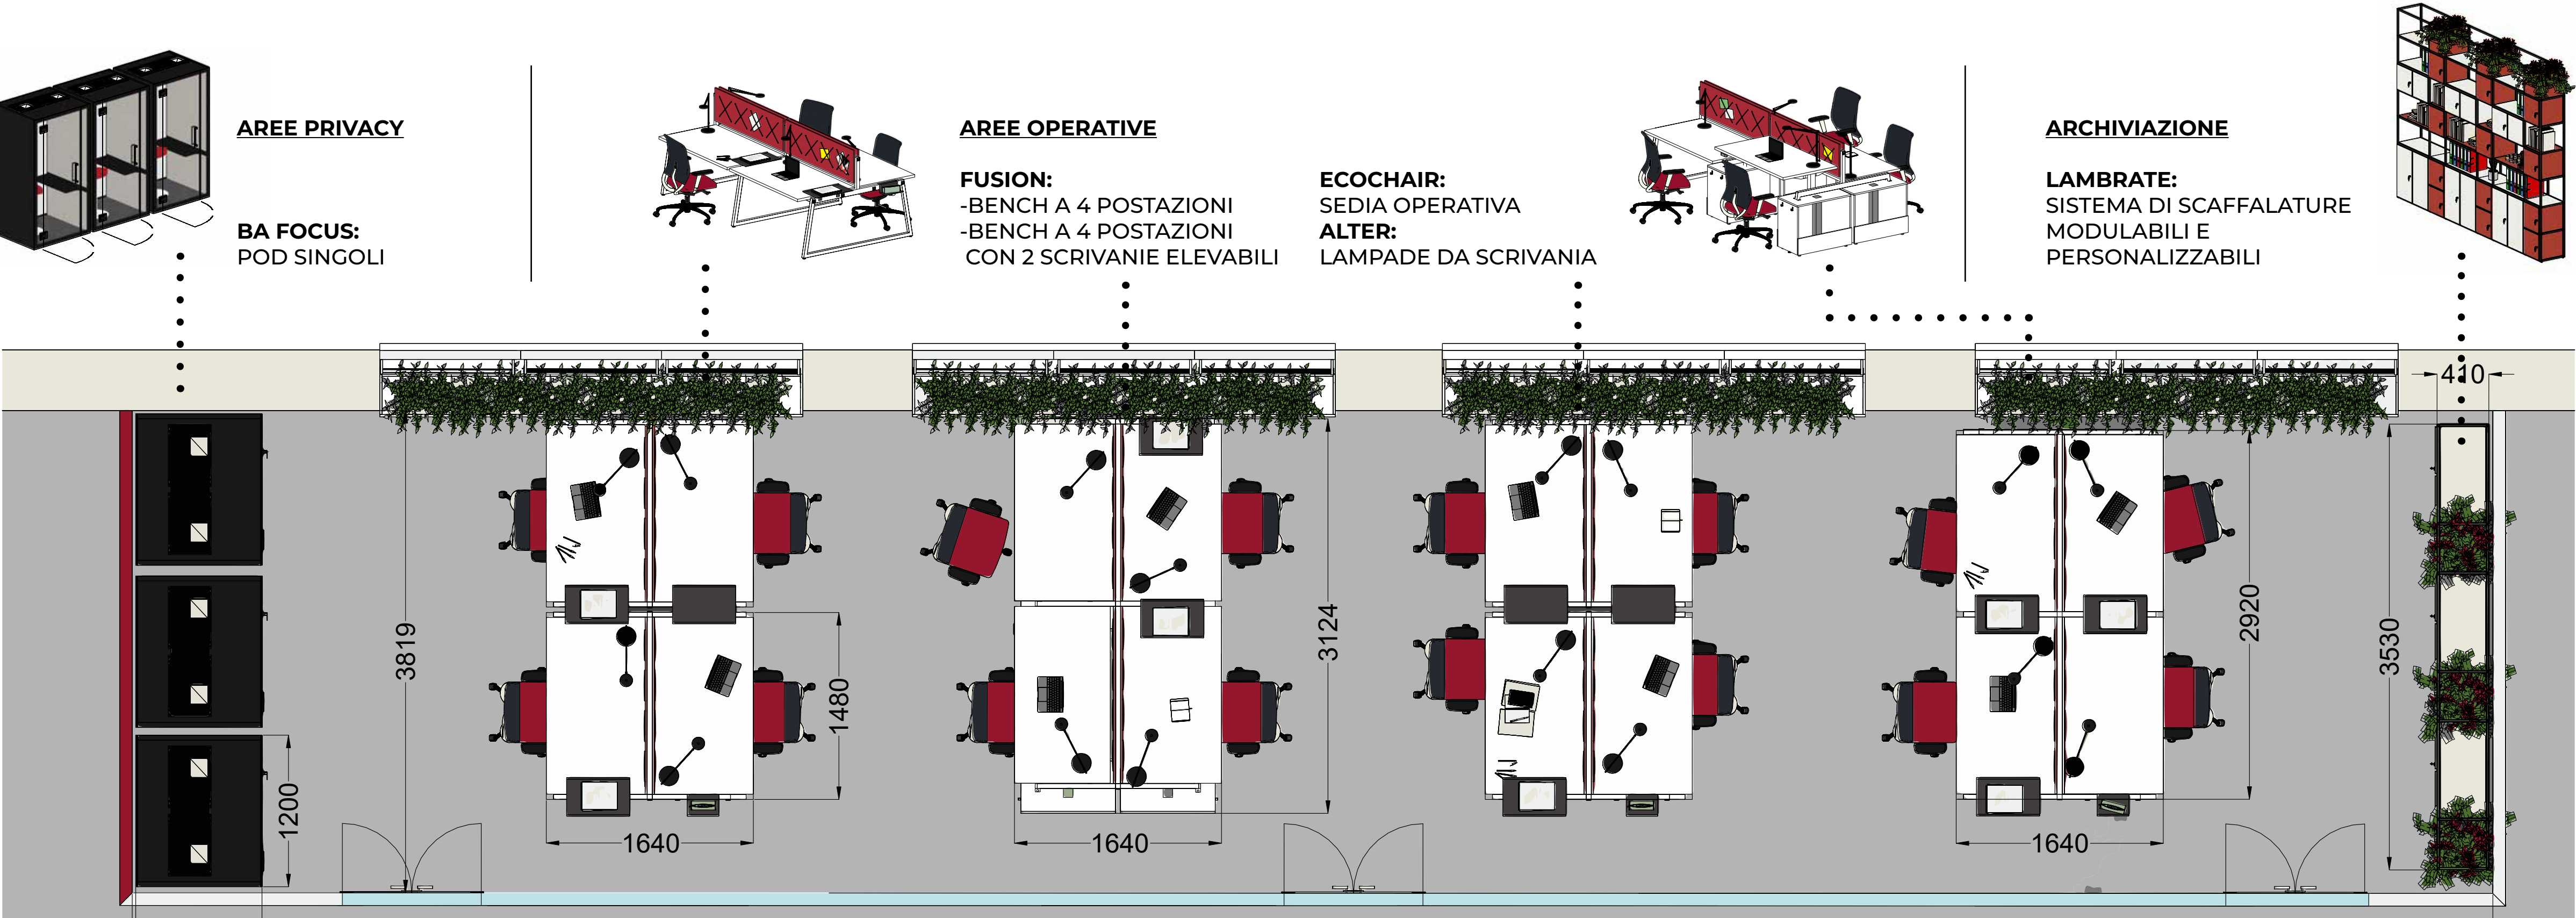 AREE PRIVACY
BA FOCUS:
POD SINGOLI
AREE OPERATIVE
FUSION:
-BENCH A 4 POSTAZIONI
-BENCH A 4 POSTAZIONI
CON 2 SCRIVANIE ELEVABILI
ECOCHAIR:
SEDIA OPERATIVA
ALTER:
LAMPADE DA SCRIVANIA
ARCHIVIAZIONE
LAMBRATE:
SISTEMA DI SCAFFALATURE
MODULABILI E
PERSONALIZZABILI
410
3819
1480
1200
1640
3124
1640
2920
1640
3530